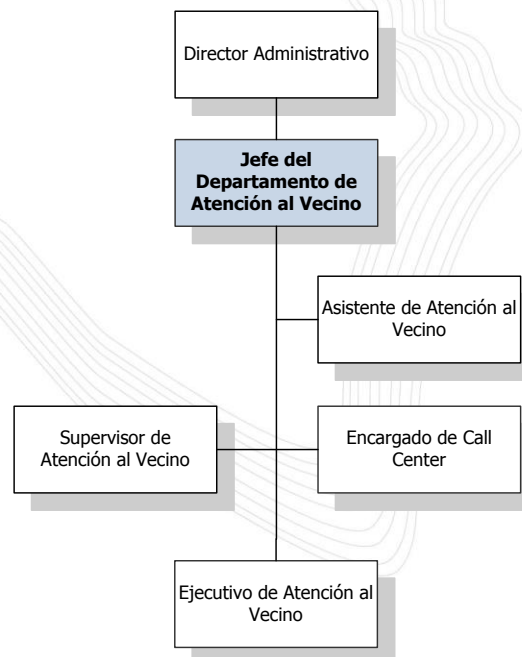 Director Administrativo
Jefe del
Departamento de
Atención al Vecino
Asistente de Atención al
Vecino
Supervisor de
Atención al Vecino
Encargado de Call
Center
Ejecutivo de Atención al
Vecino